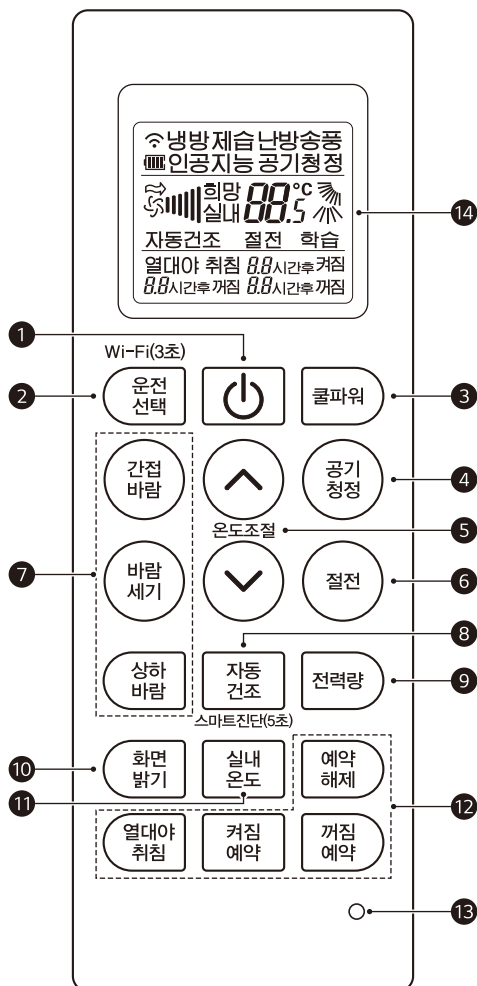 냉방 제습 난방 송풍
인공지능 공기청정
희망 88.5 °C
실내
자동건조 절전 학습
열대야 취침 8.8시간후 켜짐
8.8시간후 꺼짐 8.8시간후 꺼짐
14
1
Wi-Fi(3초)
2
운전
선택
쿨파워
3
간접
바람
공기
청정
4
온도조절
5
7
바람
세기
절전
6
8
상하
바람
자동
건조
전력량
9
스마트진단(5초)
10
화면
밝기
실내
온도
예약
해제
11
12
열대야
취침
켜짐
예약
꺼짐
예약
13